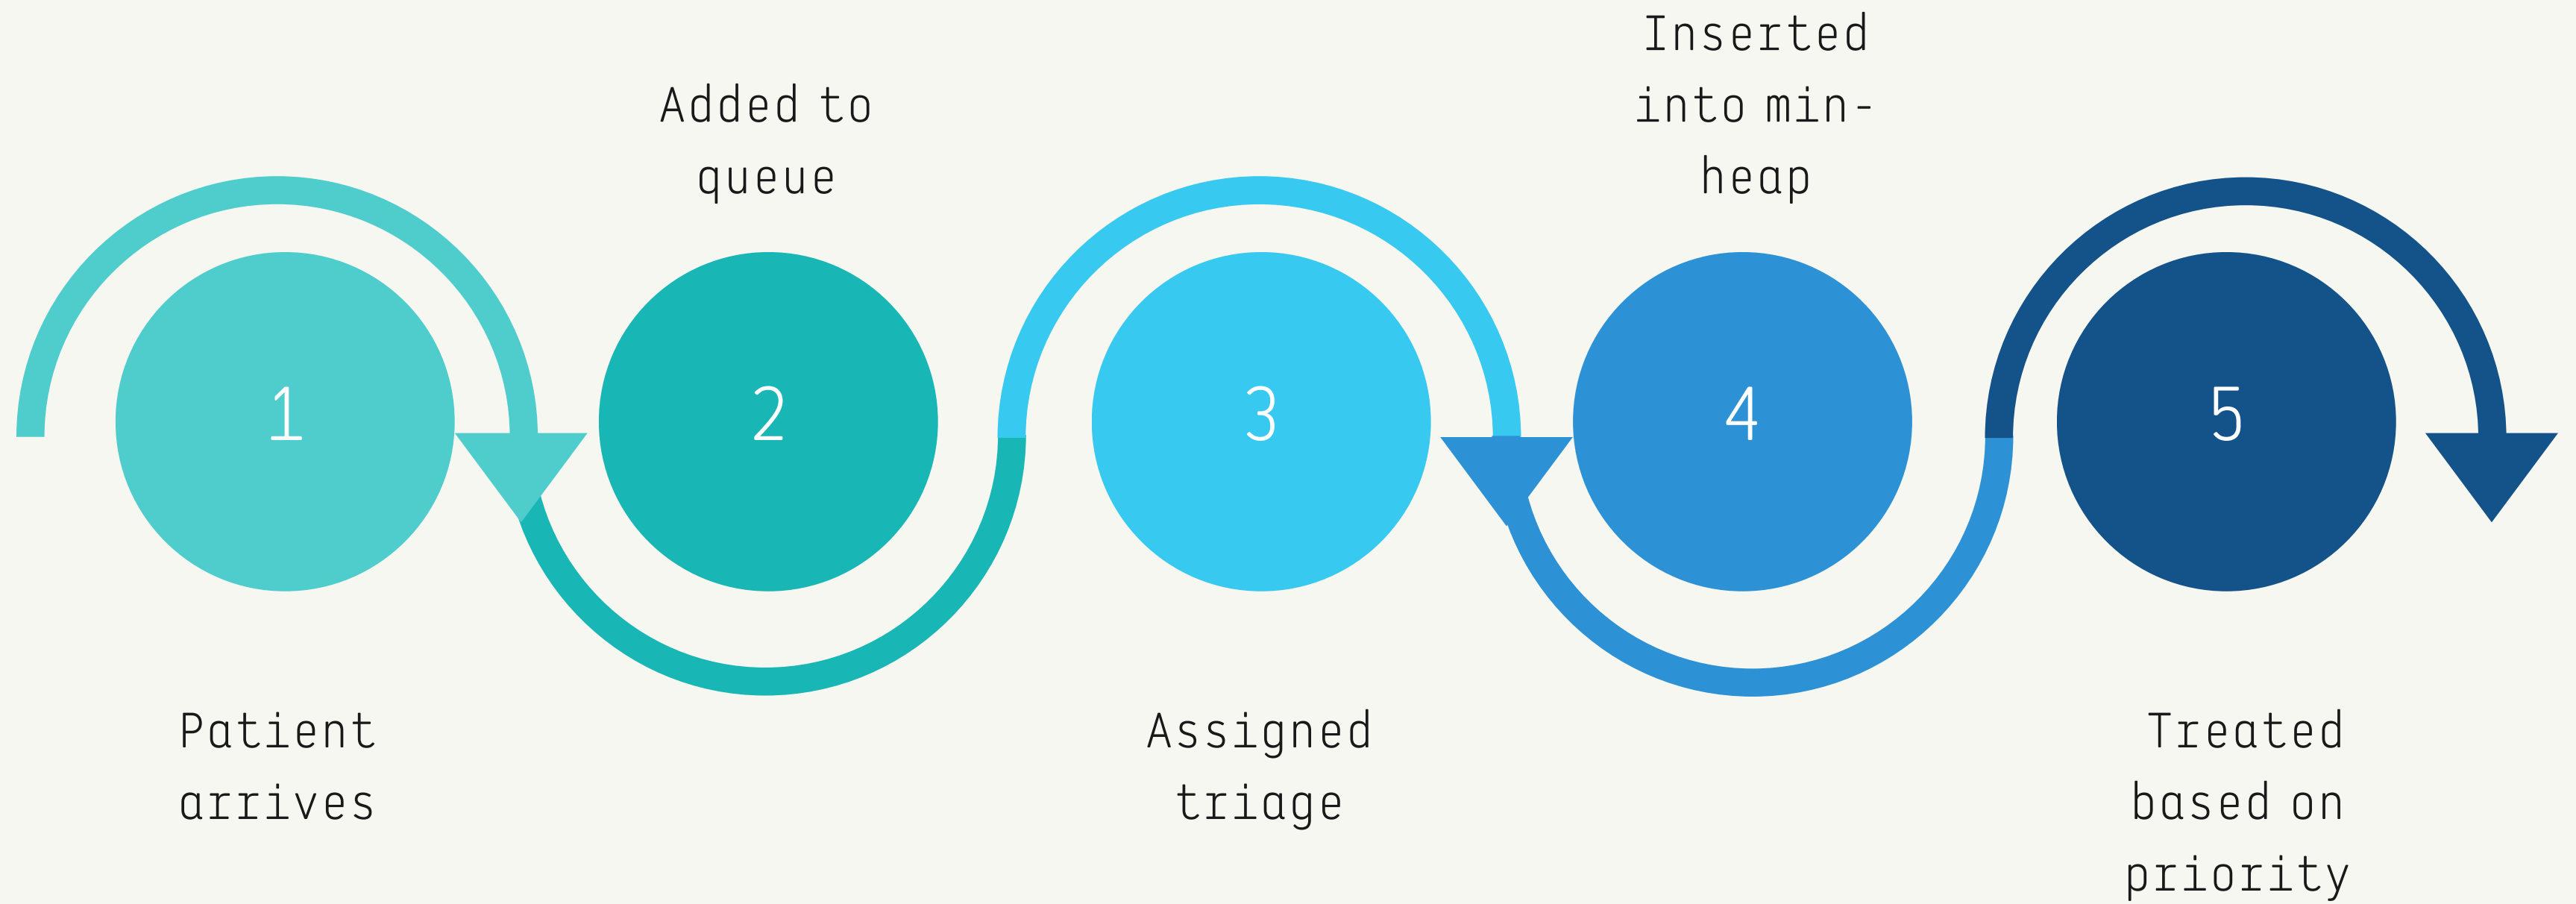 1
Patient
arrives
Added to
queue
2
3
Assigned
triage
Inserted
into min-
heap
4
5
Treated
based on
priority